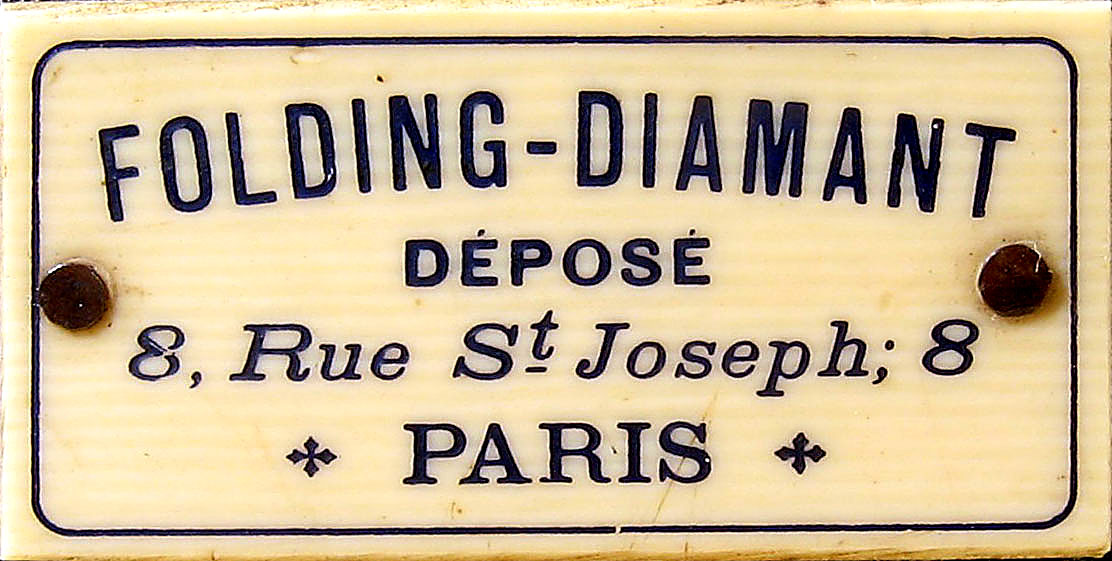 FOLDING-DIAMANT
DÉPOSÉ
8, Rue St Joseph; 8
PARIS